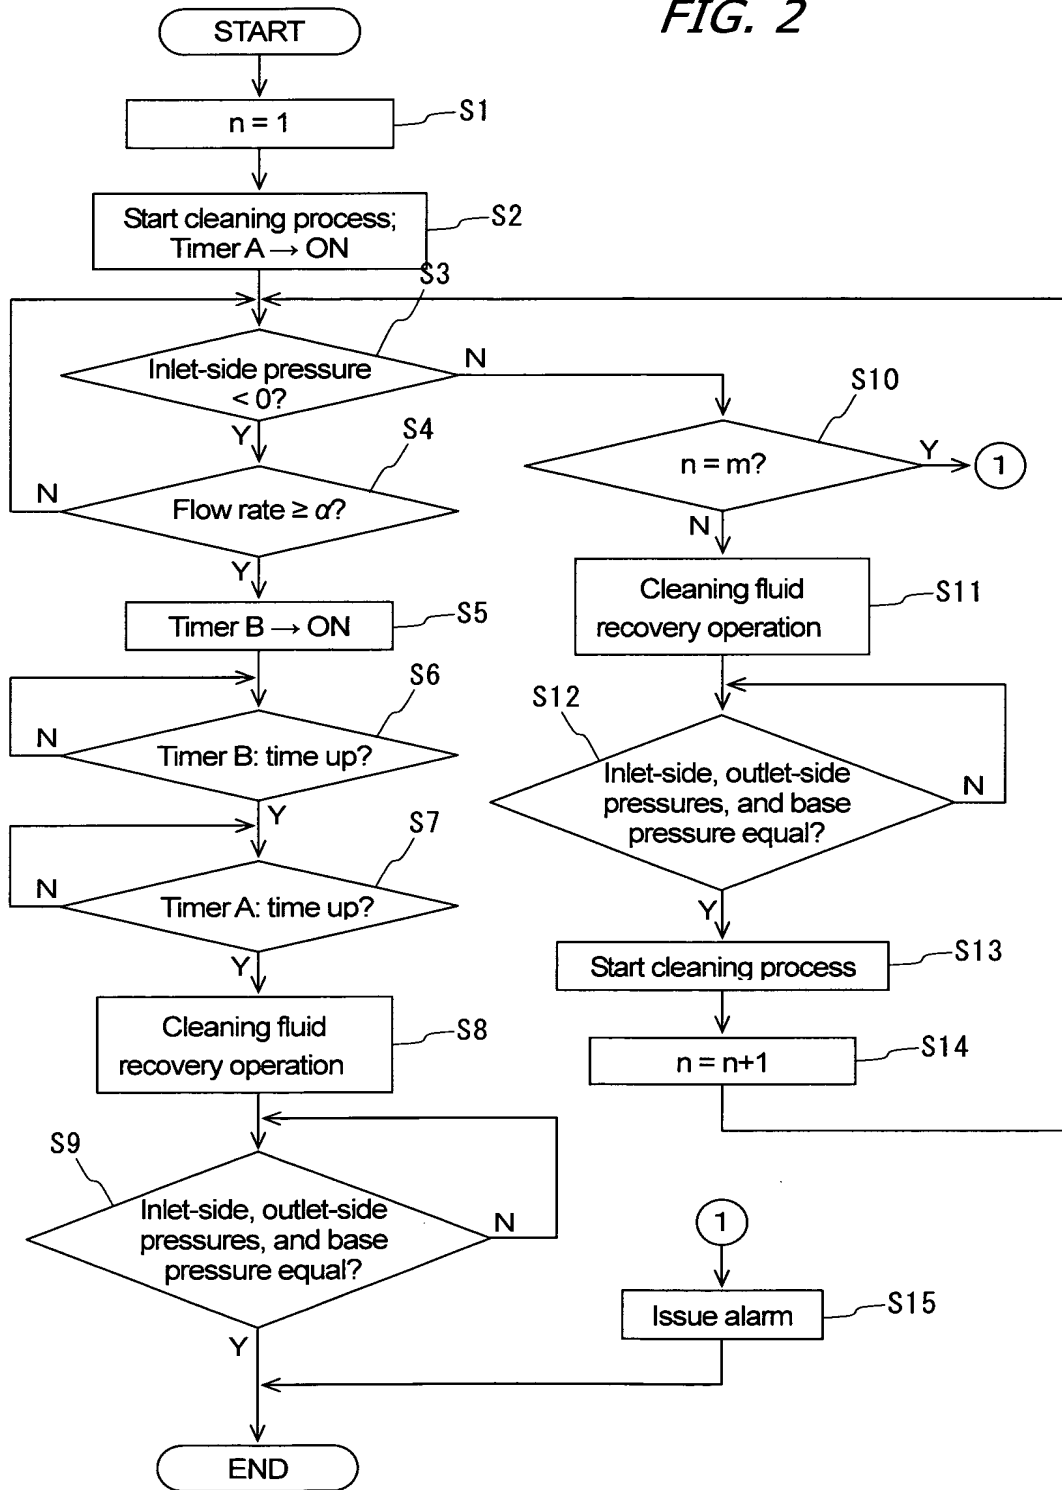 FIG. 2
START
n = 1
S1
Start cleaning process;
Timer A → ON
S2
S3
Inlet-side pressure
< 0?
N
Y
S4
Flow rate ≥ α?
N
Y
Timer B → ON
S5
S6
Timer B: time up?
N
Y
S7
Timer A: time up?
N
Y
Cleaning fluid
recovery operation
S8
S9
Inlet-side, outlet-side
pressures, and base
pressure equal?
N
Y
END
S10
n = m?
Y
1
N
Cleaning fluid
recovery operation
S11
S12
Inlet-side, outlet-side
pressures, and base
pressure equal?
N
Y
Start cleaning process
S13
n = n+1
S14
1
Issue alarm
S15